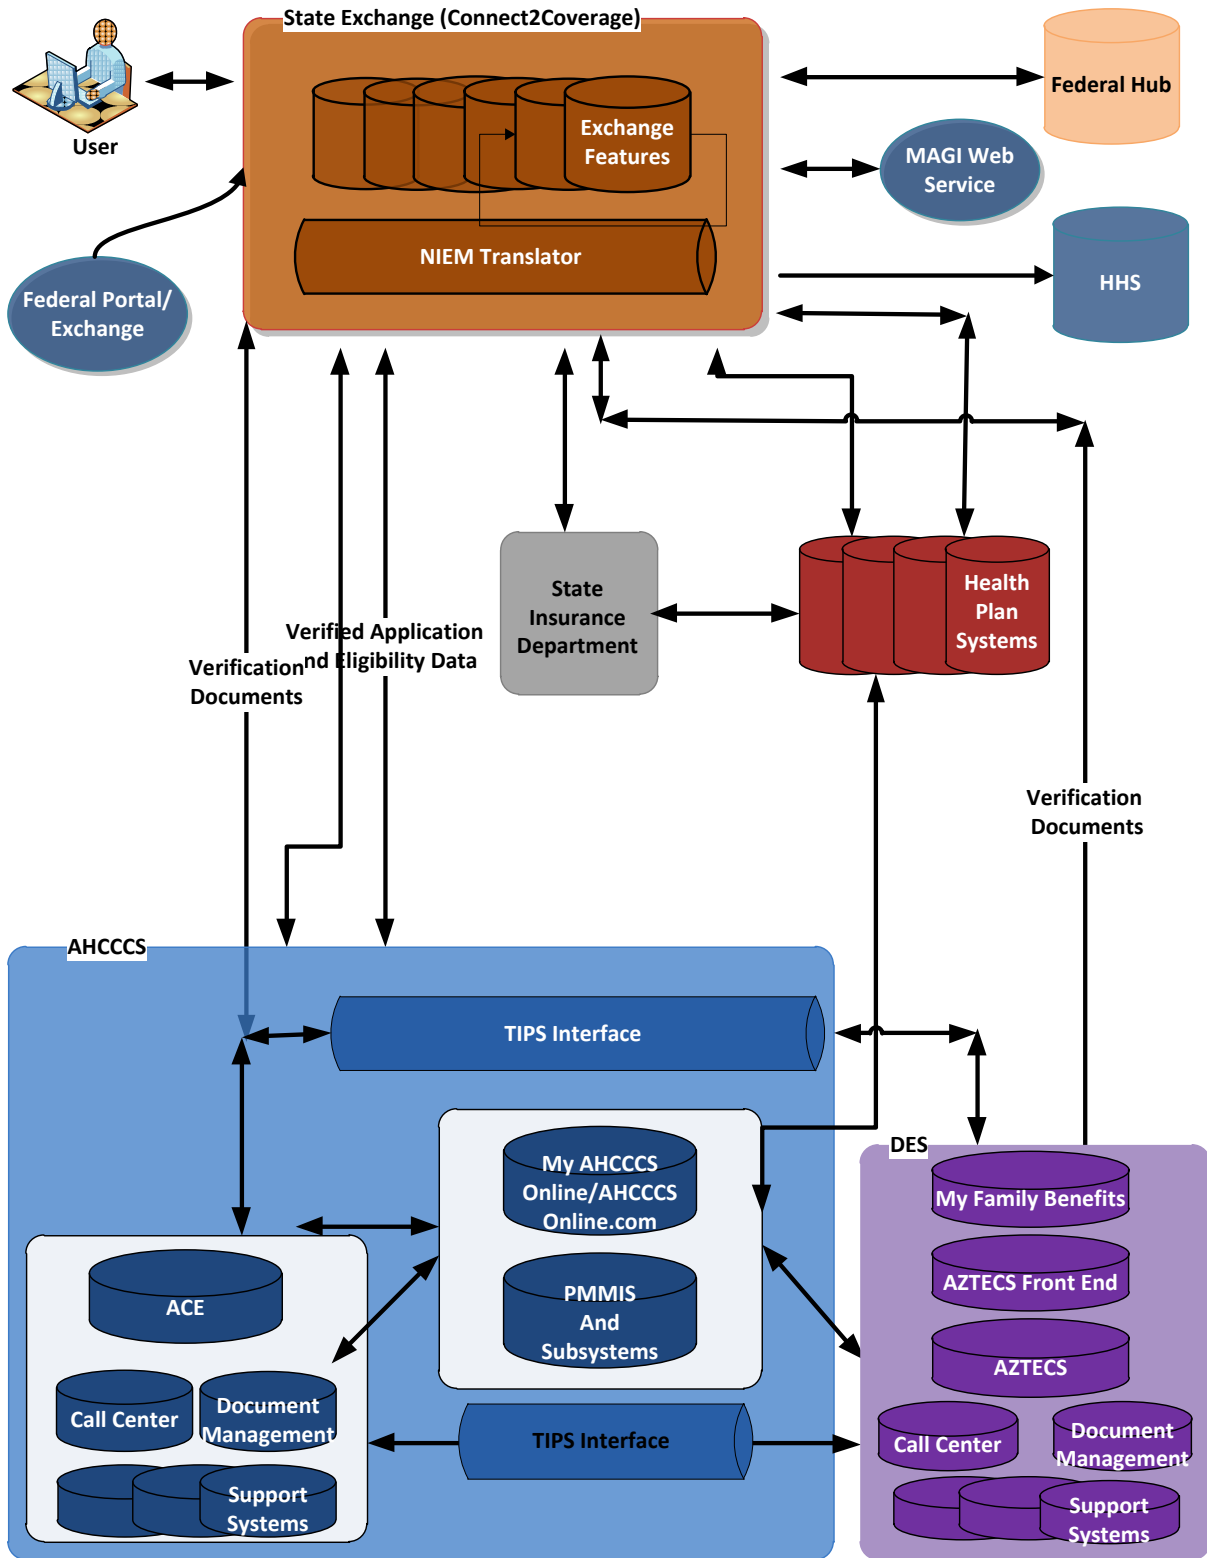 State Exchange (Connect2Coverage)
User
Exchange
Features
NIEM Translator
Federal Hub
MAGI Web
Service
HHS
Federal Portal/
Exchange
State
Insurance
Department
Health
Plan
Systems
Verified Application
nd Eligibility Data
Verification
Documents
Verification
Documents
AHCCCS
TIPS Interface
My AHCCCS
Online/AHCCCS
Online.com
PMMIS
And
Subsystems
ACE
Call Center
Document
Management
Support
Systems
TIPS Interface
DES
My Family Benefits
AZTECS Front End
AZTECS
Call Center
Document
Management
Support
Systems